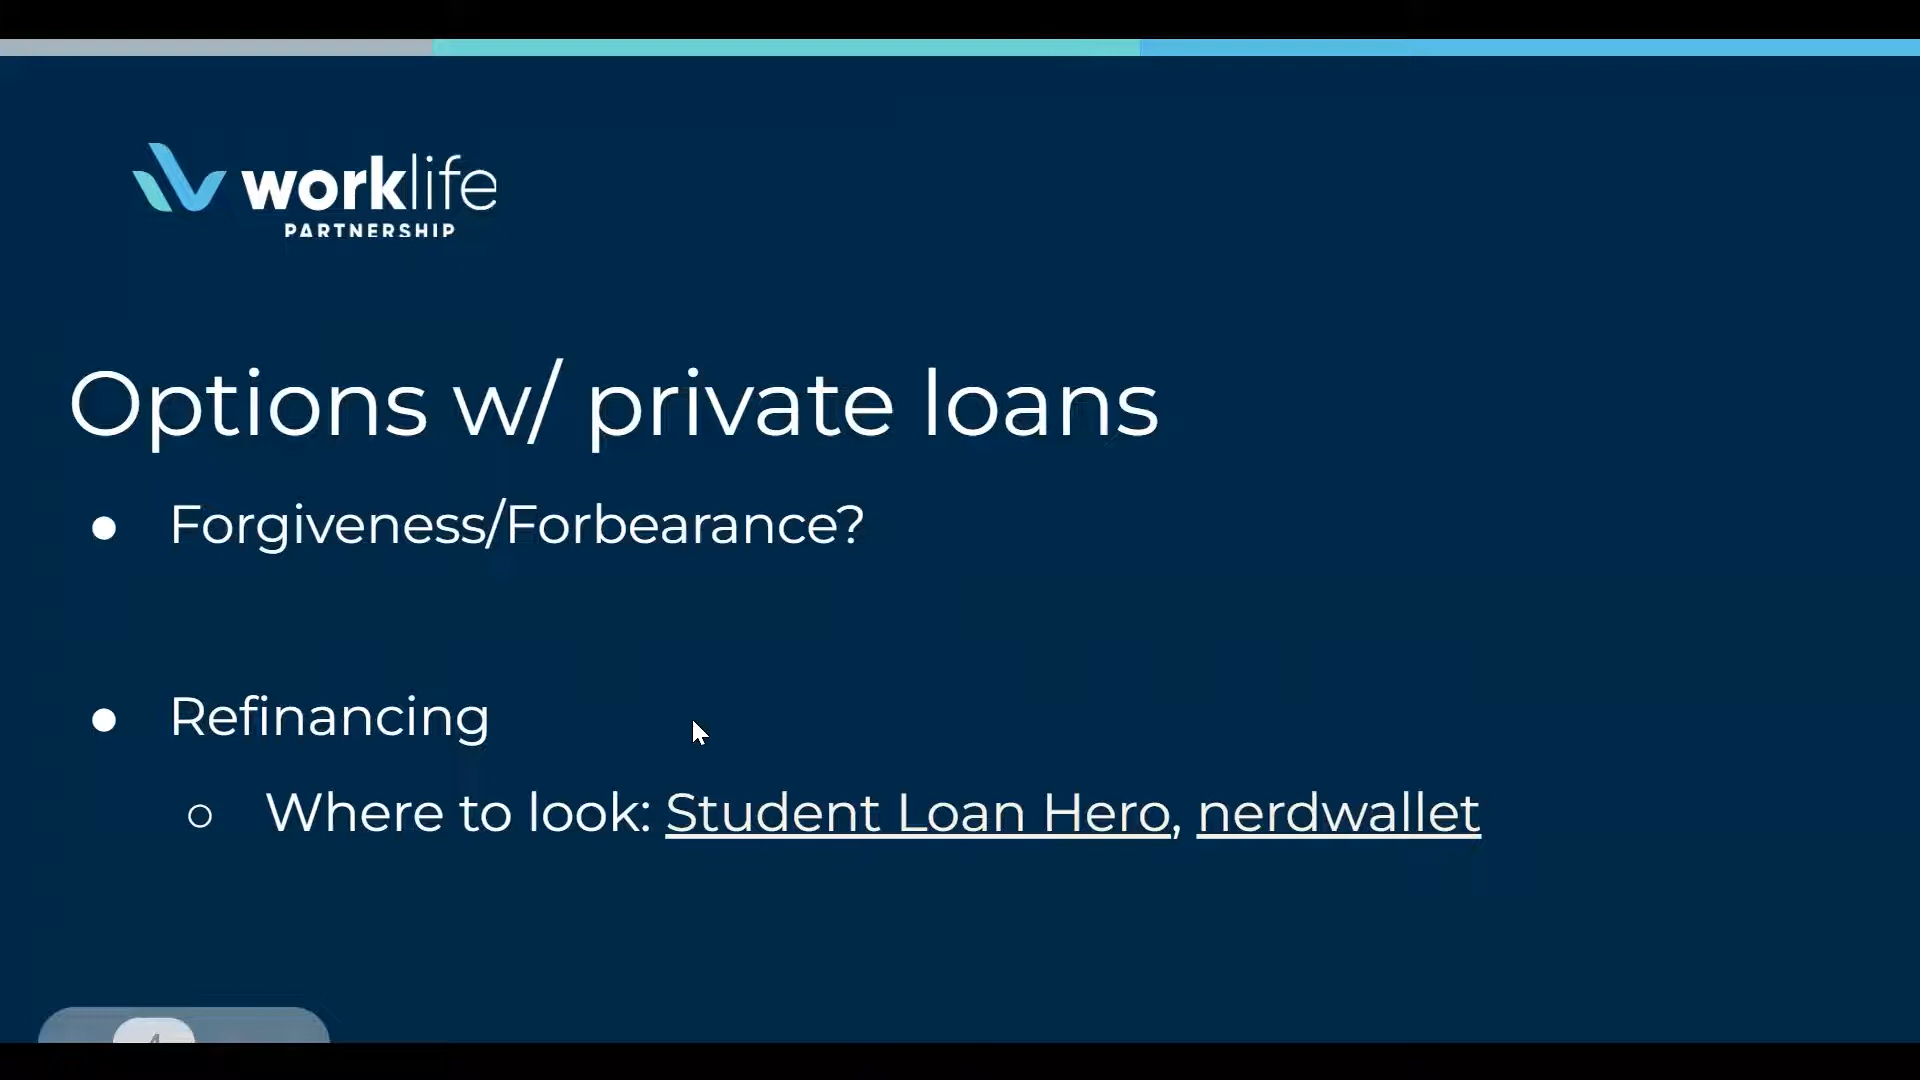 worklife
PARTNERSHIP
Options w/ private loans
● Forgiveness/Forbearance?
● Refinancing
○ Where to look: Student Loan Hero, nerdwallet